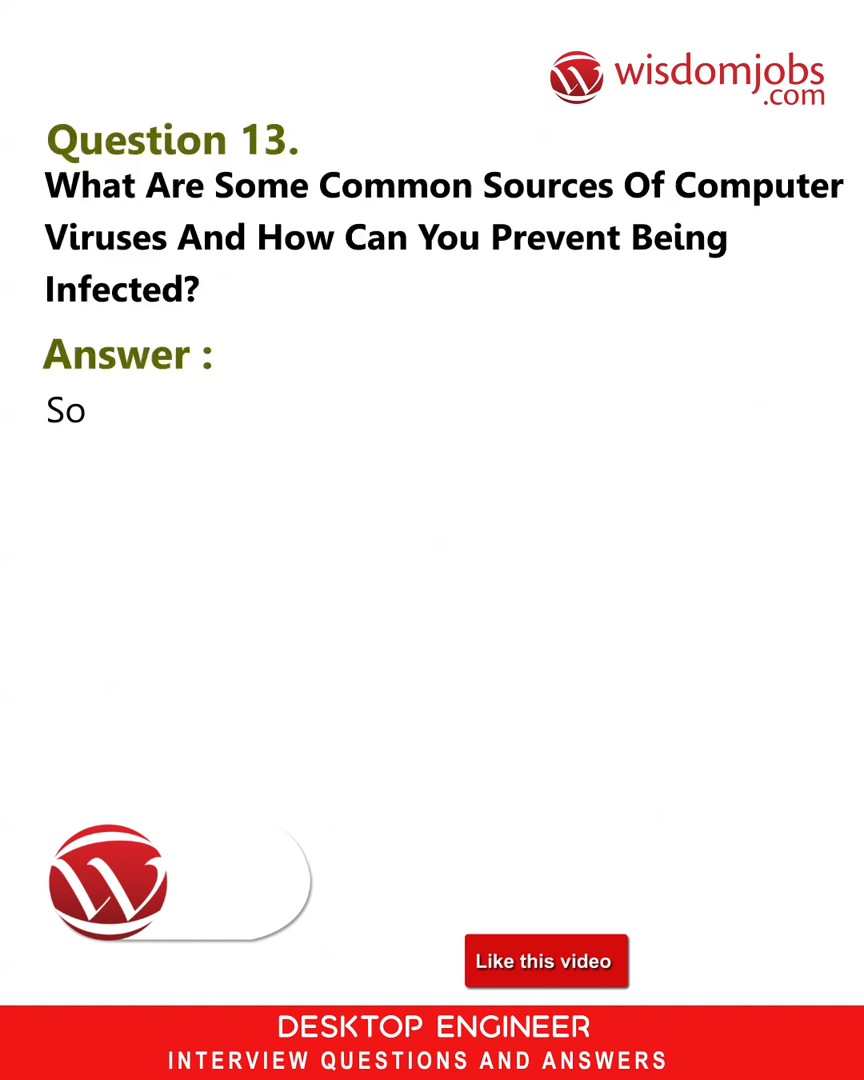 wisdomjobs
.com
Question 13.
What Are Some Common Sources Of Computer
Viruses And How Can You Prevent Being
Infected?
Answer :
So
W
Like this video
DESKTOP ENGINEER
INTERVIEW QUESTIONS AND ANSWERS